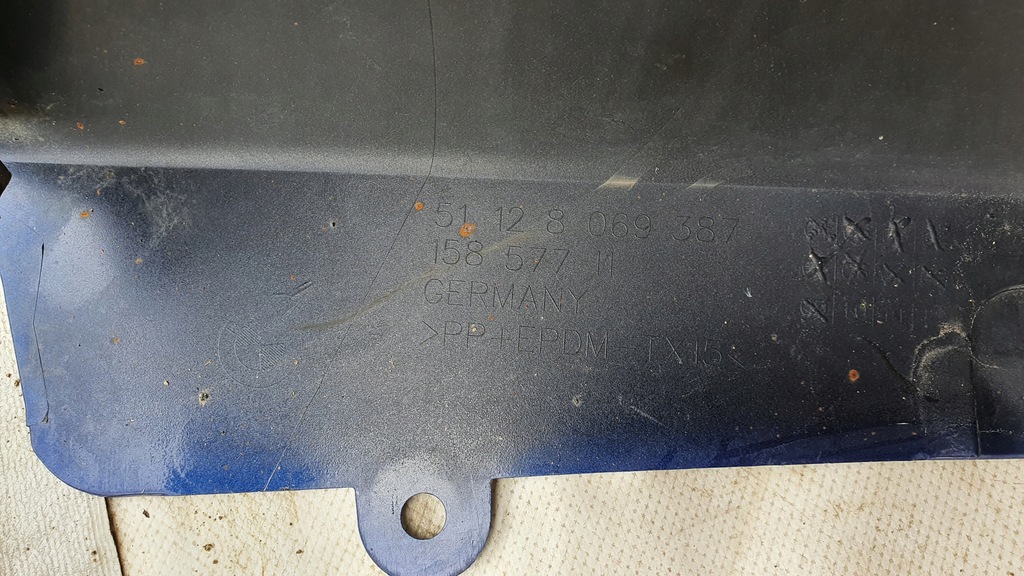 51 12 8 069 387
158 577 11
GERMANY
>PP+EPDM-TX15<